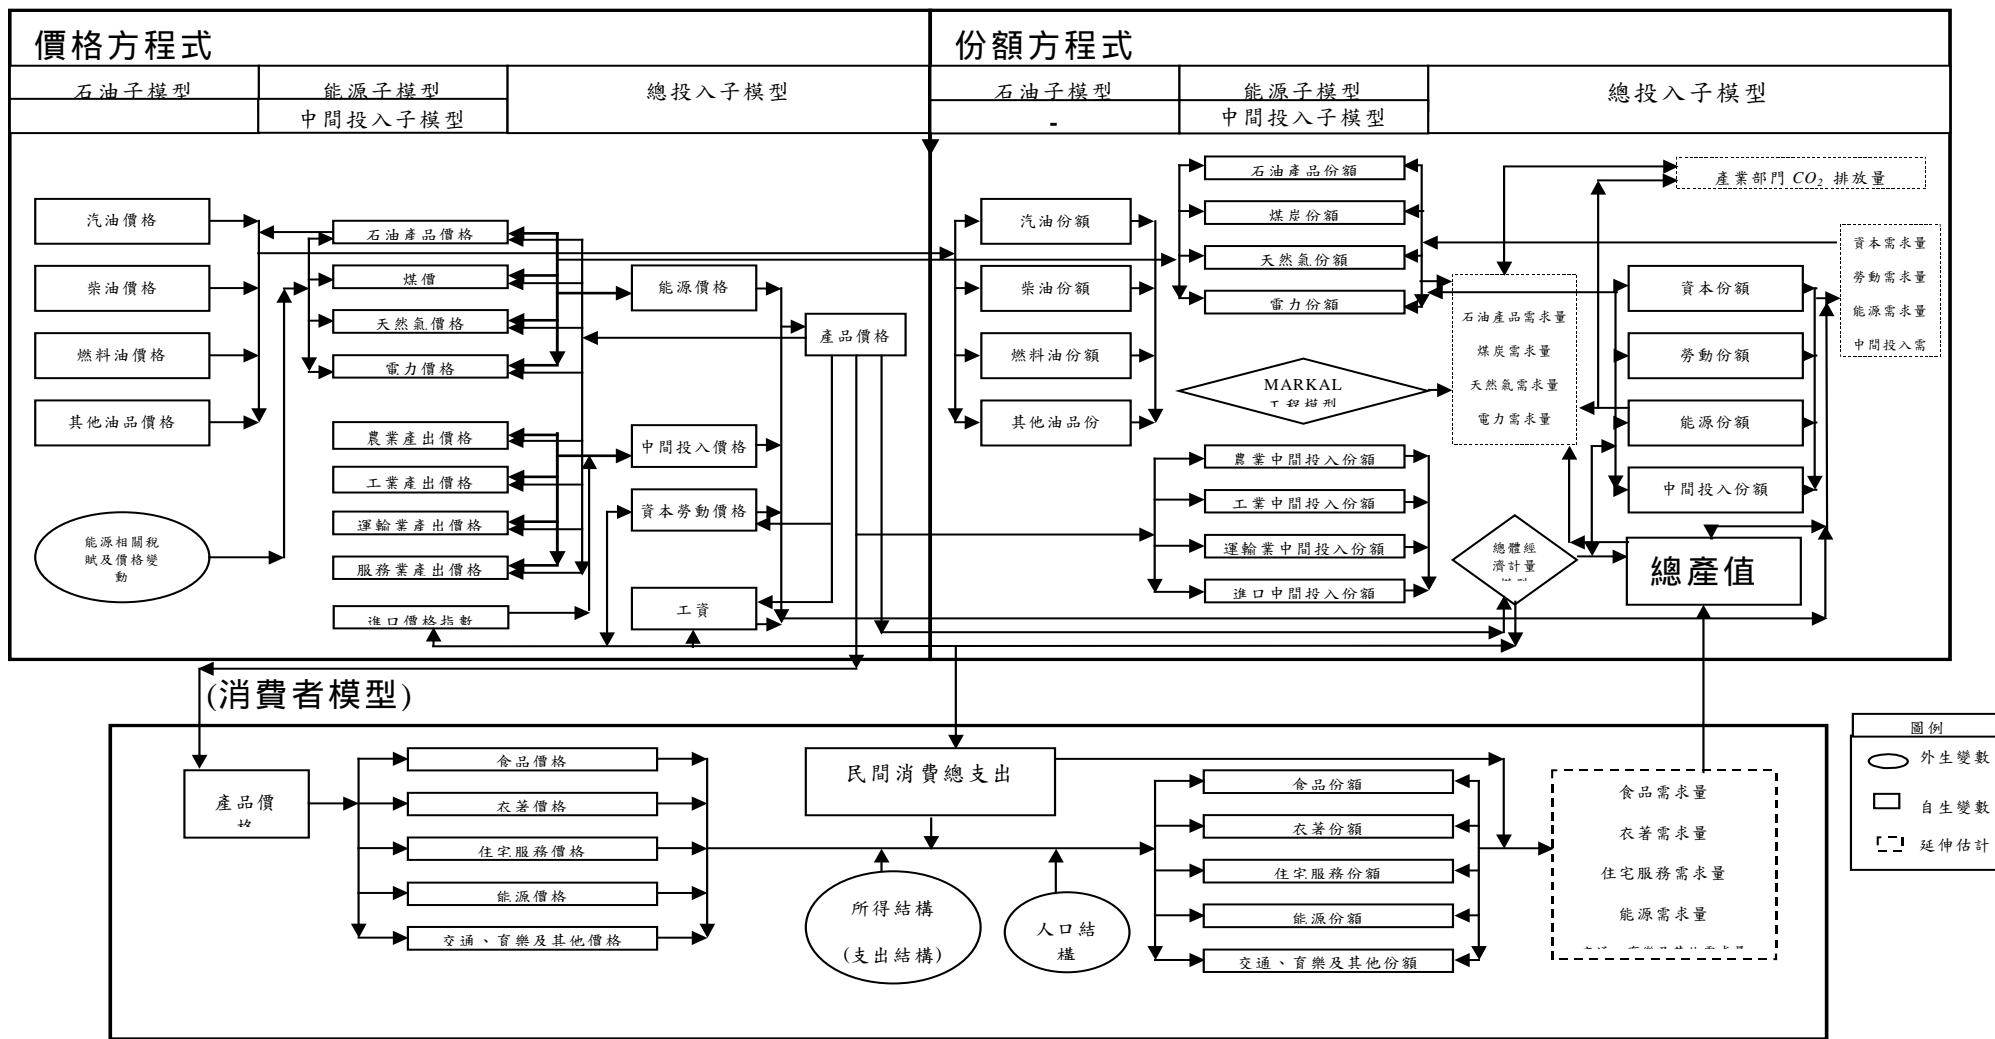 價格方程式
份額方程式
石油子模型
能源子模型
總投入子模型
石油子模型
能源子模型
總投入子模型
中間投入子模型
-
中間投入子模型
汽油價格
柴油價格
燃料油價格
其他油品價格
能源相關稅
賦及價格變
動
石油產品價格
煤價
天然氣價格
電力價格
農業產出價格
工業產出價格
運輸業產出價格
服務業產出價格
進口價格指數
能源價格
中間投入價格
資本勞動價格
工資
產品價格
汽油份額
柴油份額
燃料油份額
其他油品份
石油產品份額
煤炭份額
天然氣份額
電力份額
MARKAL
工程模型
農業中間投入份額
工業中間投入份額
運輸業中間投入份額
進口中間投入份額
石油產品需求量
煤炭需求量
天然氣需求量
電力需求量
總體經
濟計量
模型
產業部門 CO₂ 排放量
資本份額
勞動份額
能源份額
中間投入份額
總產值
資本需求量
勞動需求量
能源需求量
中間投入需
(消費者模型)
產品價
格
食品價格
衣著價格
住宅服務價格
能源價格
交通、育樂及其他價格
民間消費總支出
所得結構
(支出結構)
人口結
構
食品份額
衣著份額
住宅服務份額
能源份額
交通、育樂及其他份額
食品需求量
衣著需求量
住宅服務需求量
能源需求量
交通、育樂及其他需求量
圖例
外生變數
自生變數
延伸估計